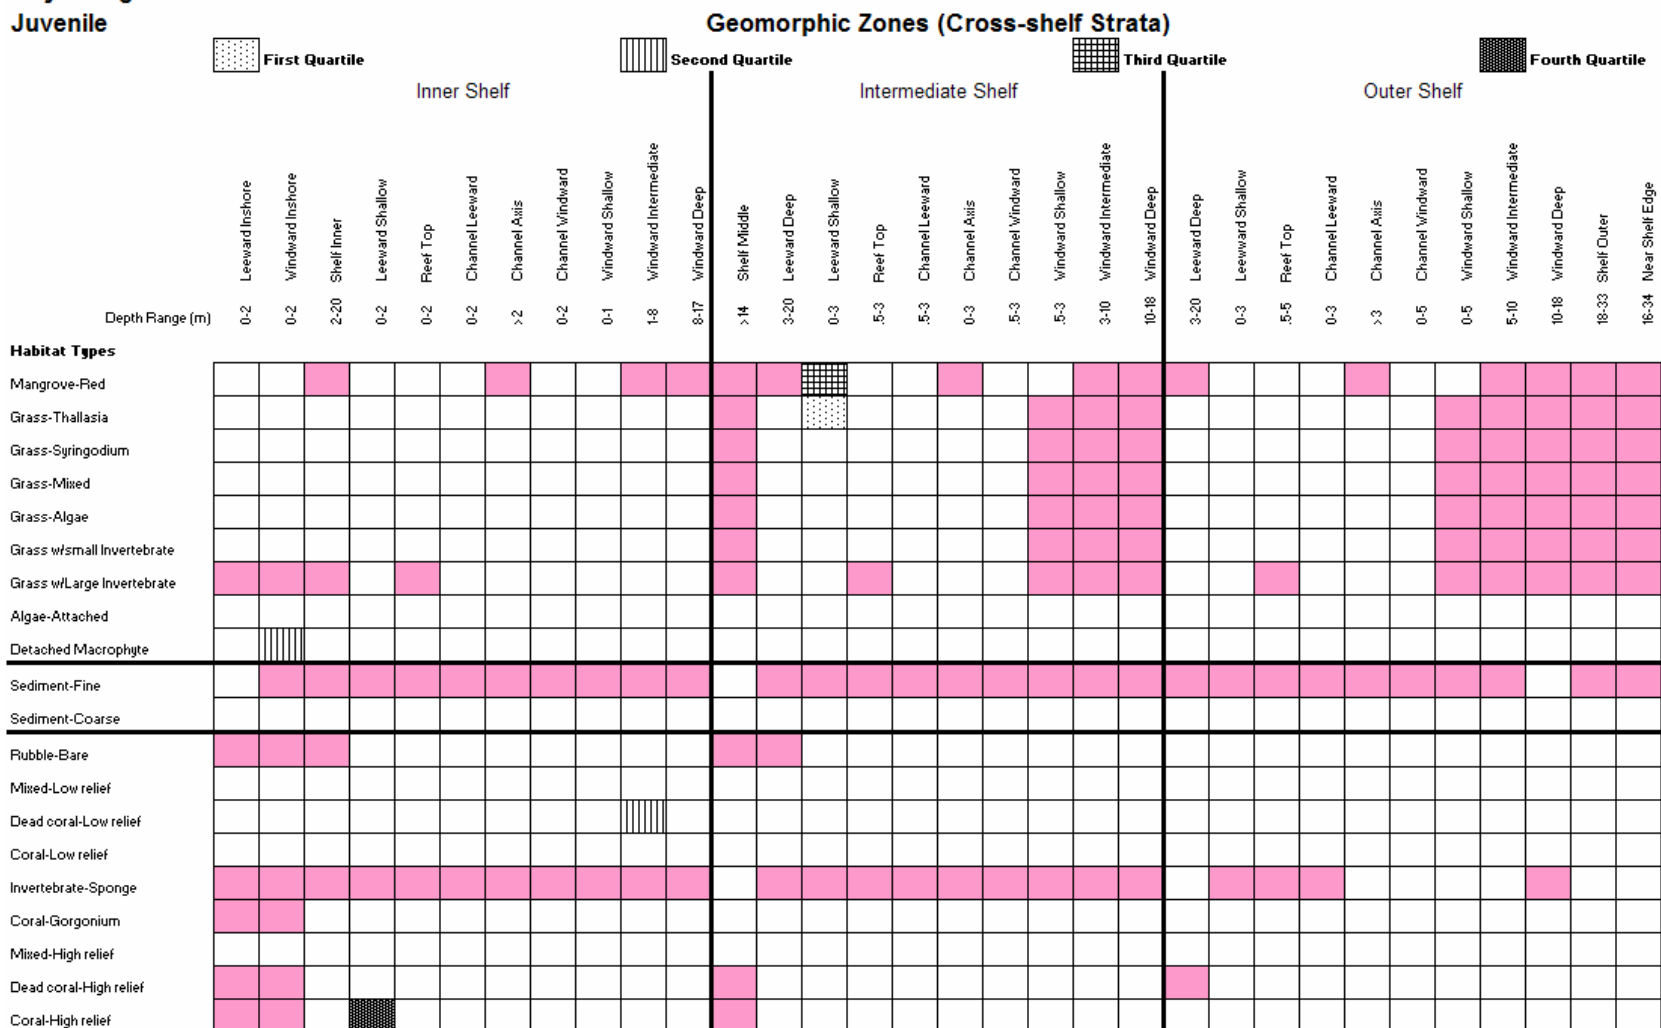 Juvenile
Geomorphic Zones (Cross-shelf Strata)
First Quartile
Second Quartile
Third Quartile
Fourth Quartile
Inner Shelf
Intermediate Shelf
Outer Shelf
Leeward Inshore
Windward Inshore
Shelf Inner
Leeward Shallow
Reef Top
Channel Leeward
Channel Axis
Channel Windward
Windward Shallow
Windward Intermediate
Windward Deep
Shelf Middle
Leeward Deep
Leeward Shallow
Reef Top
Channel Leeward
Channel Axis
Channel Windward
Windward Shallow
Windward Intermediate
Windward Deep
Leeward Deep
Leeward Shallow
Reef Top
Channel Leeward
Channel Axis
Channel Windward
Windward Shallow
Windward Intermediate
Windward Deep
Shelf Outer
Near Shelf Edge
Depth Range (m)
0-2
0-2
2-20
0-2
0-2
0-2
>2
0-2
0-1
1-8
8-17
>14
3-20
0-3
.5-3
.5-3
0-3
.5-3
.5-3
3-10
10-18
3-20
0-3
.5-5
0-3
>3
0-5
0-5
5-10
10-18
18-33
16-34
Habitat Types
Mangrove-Red
Grass-Thallasia
Grass-Syringodium
Grass-Mixed
Grass-Algae
Grass w/small Invertebrate
Grass w/Large Invertebrate
Algae-Attached
Detached Macrophyte
Sediment-Fine
Sediment-Coarse
Rubble-Bare
Mixed-Low relief
Dead coral-Low relief
Coral-Low relief
Invertebrate-Sponge
Coral-Gorgonium
Mixed-High relief
Dead coral-High relief
Coral-High relief